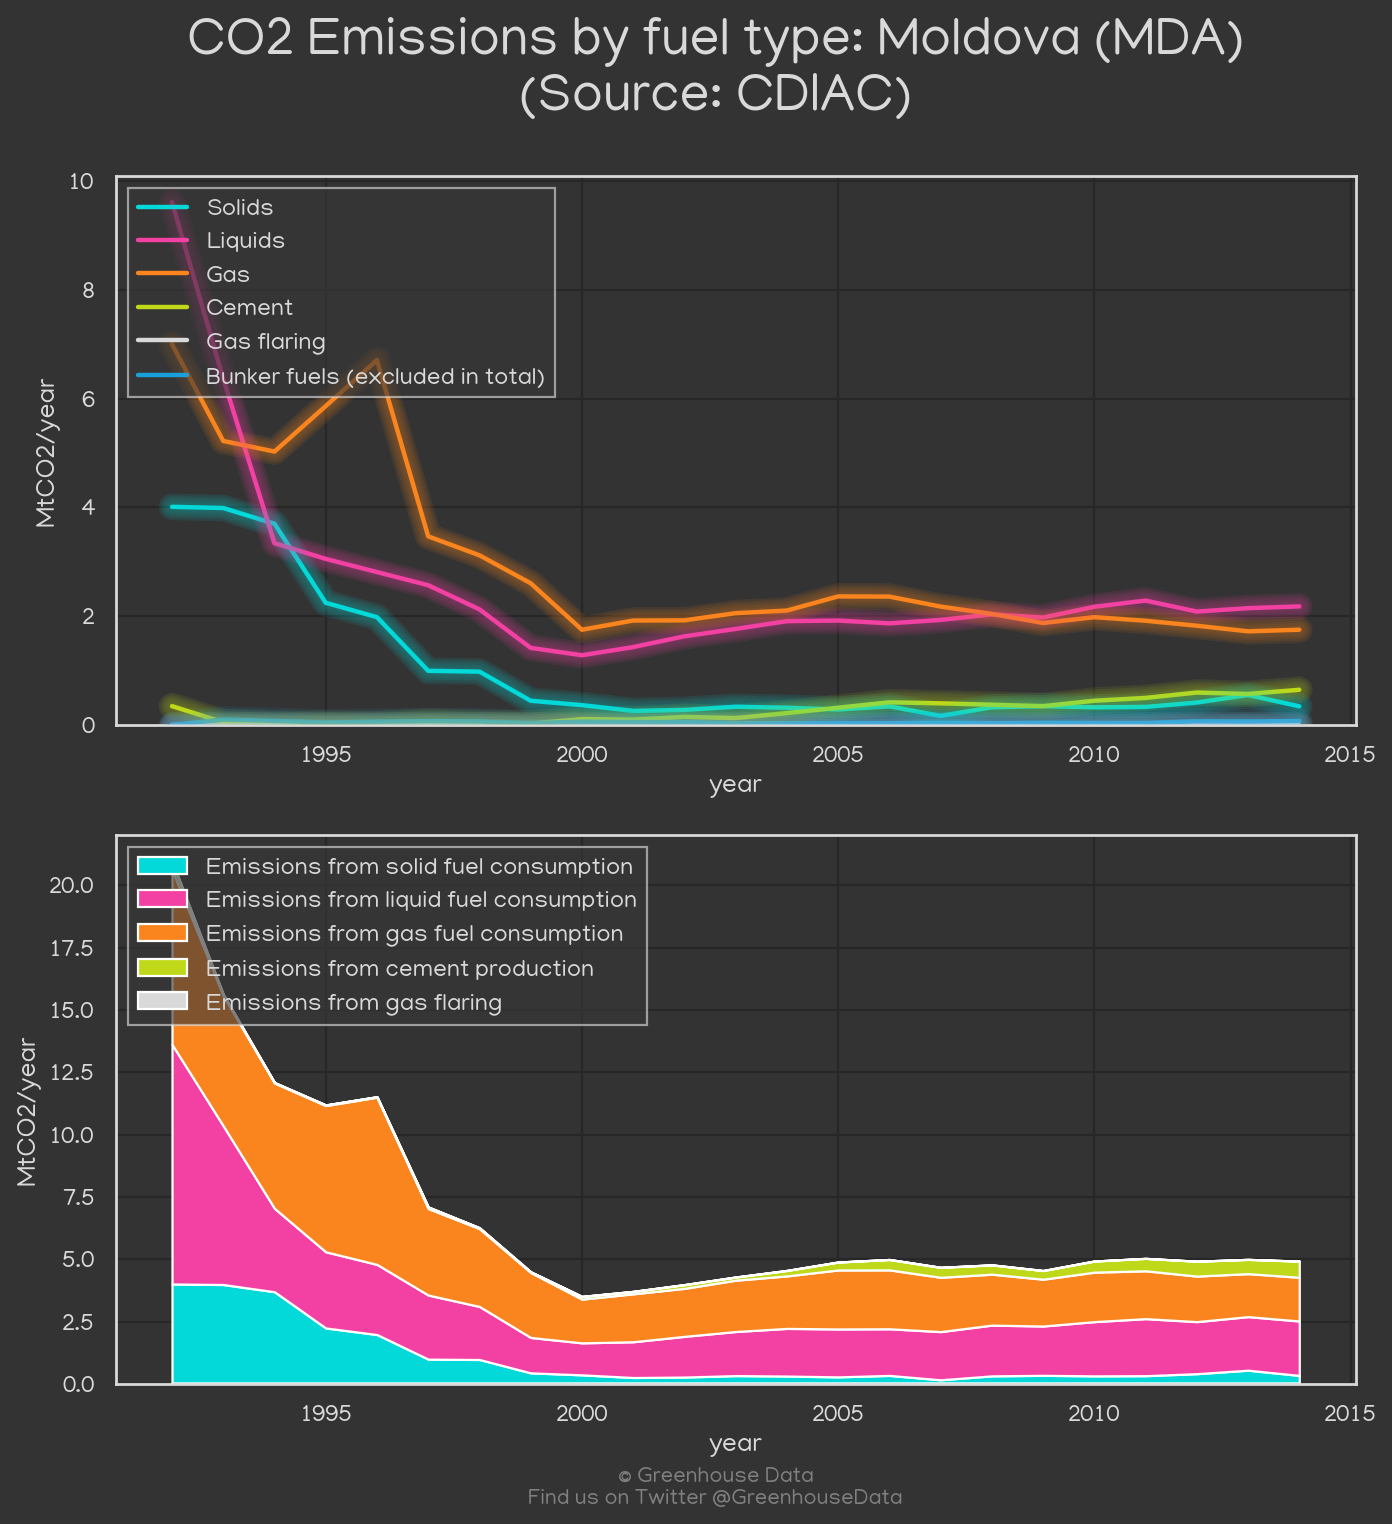 CO2 Emissions by fuel type: Moldova (MDA)
(Source: CDIAC)
10
8
6
4
2
0
MtCO2/year
Solids
Liquids
Gas
Cement
Gas flaring
Bunker fuels (excluded in total)
1995 2000 2005 2010 2015
year
20.0
17.5
15.0
12.5
10.0
7.5
5.0
2.5
0.0
MtCO2/year
Emissions from solid fuel consumption
Emissions from liquid fuel consumption
Emissions from gas fuel consumption
Emissions from cement production
Emissions from gas flaring
1995 2000 2005 2010 2015
year
© Greenhouse Data
Find us on Twitter @GreenhouseData